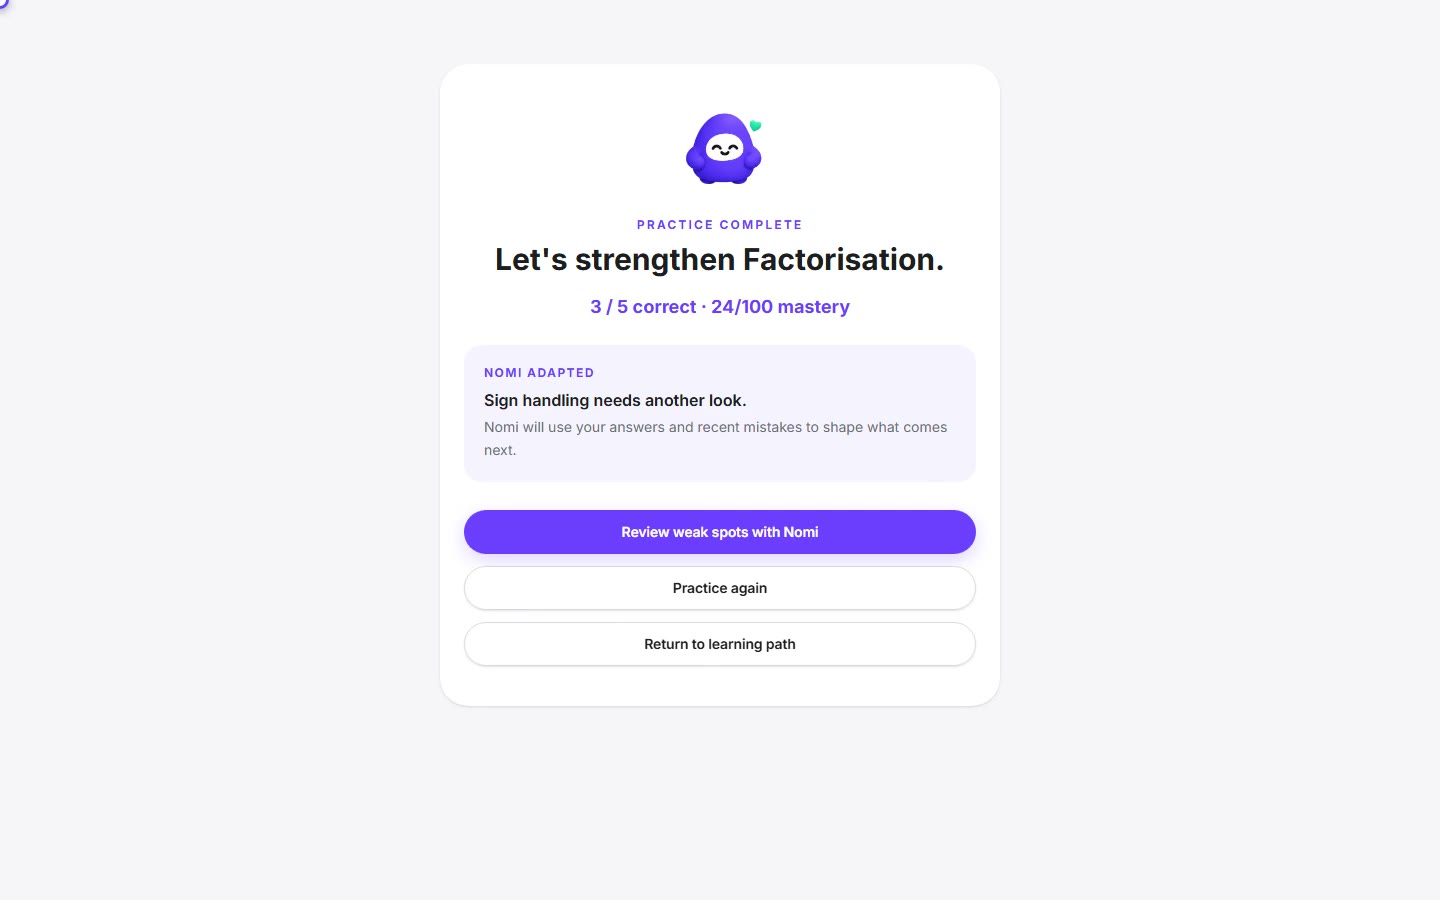 PRACTICE COMPLETE
Let's strengthen Factorisation.
3 / 5 correct · 24/100 mastery
NOMI ADAPTED
Sign handling needs another look.
Nomi will use your answers and recent mistakes to shape what comes
next.
Review weak spots with Nomi
Practice again
Return to learning path